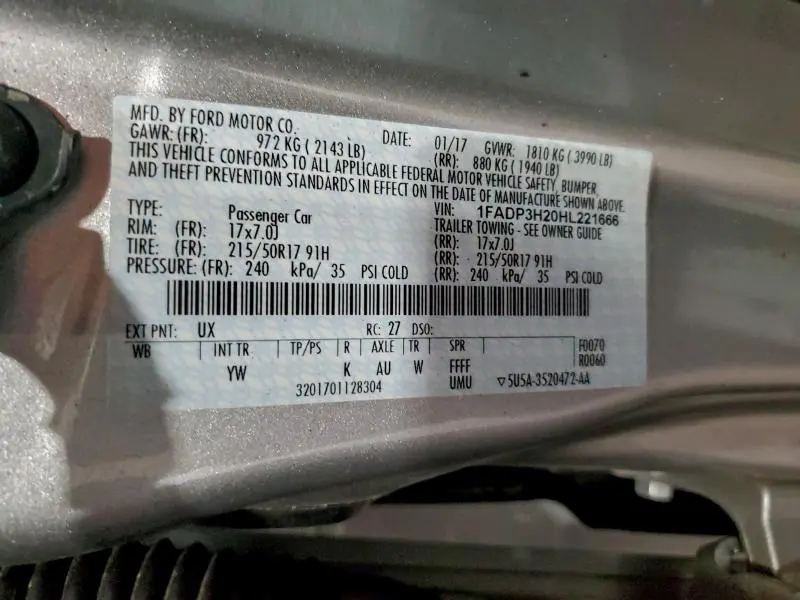 MFD. BY FORD MOTOR CO. DATE: 01/17 GVWR: 1810 KG ( 3990 LB)
GAWR: (FR): 972 KG ( 2143 LB) (RR): 880 KG ( 1940 LB)
THIS VEHICLE CONFORMS TO ALL APPLICABLE FEDERAL MOTOR VEHICLE SAFETY, BUMPER,
AND THEFT PREVENTION STANDARDS IN EFFECT ON THE DATE OF MANUFACTURE SHOWN ABOVE.
VIN: 1FADP3H20HL221666
TYPE: Passenger Car TRAILER TOWING - SEE OWNER GUIDE
RIM: (FR): 17x7.0J (RR): 17x7.0J
TIRE: (FR): 215/50R17 91H (RR): 215/50R17 91H
PRESSURE: (FR): 240 kPa/ 35 PSI COLD (RR): 240 kPa/ 35 PSI COLD
EXT PNT: UX RC: 27 DSO:
WB INT TR TP/PS R AXLE TR SPR F0070
YW K AU W FFFF R0060
3201701128304 UMU ▽5U5A-3520472-AA